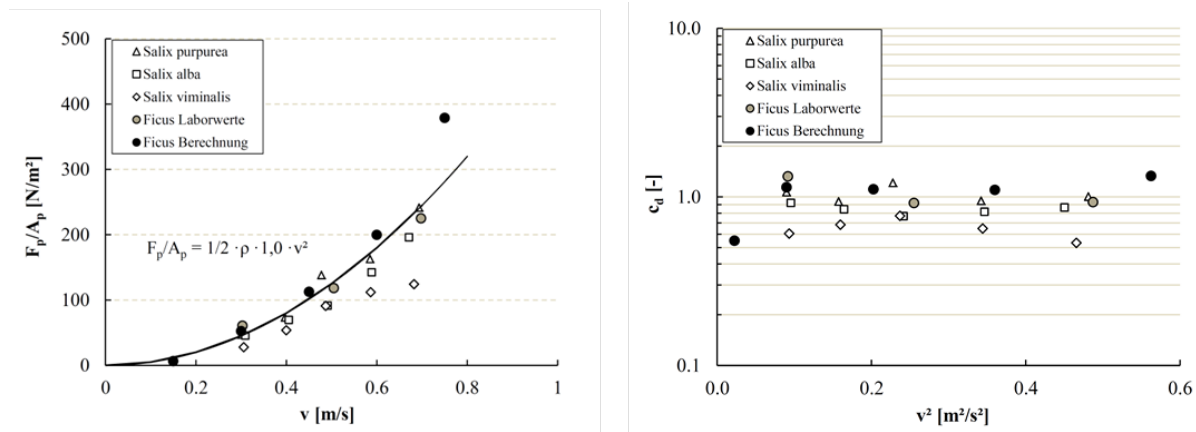 500
400
300
200
100
0
F_p/A_p [N/m²]
Salix purpurea
Salix alba
Salix viminalis
Ficus Laborwerte
Ficus Berechnung
F_p/A_p = 1/2 ·ρ ·1,0 ·v²
0 0.2 0.4 0.6 0.8 1
v [m/s]
10.0
1.0
0.1
c_d [-]
Salix purpurea
Salix alba
Salix viminalis
Ficus Laborwerte
Ficus Berechnung
0.0 0.2 0.4 0.6
v² [m²/s²]